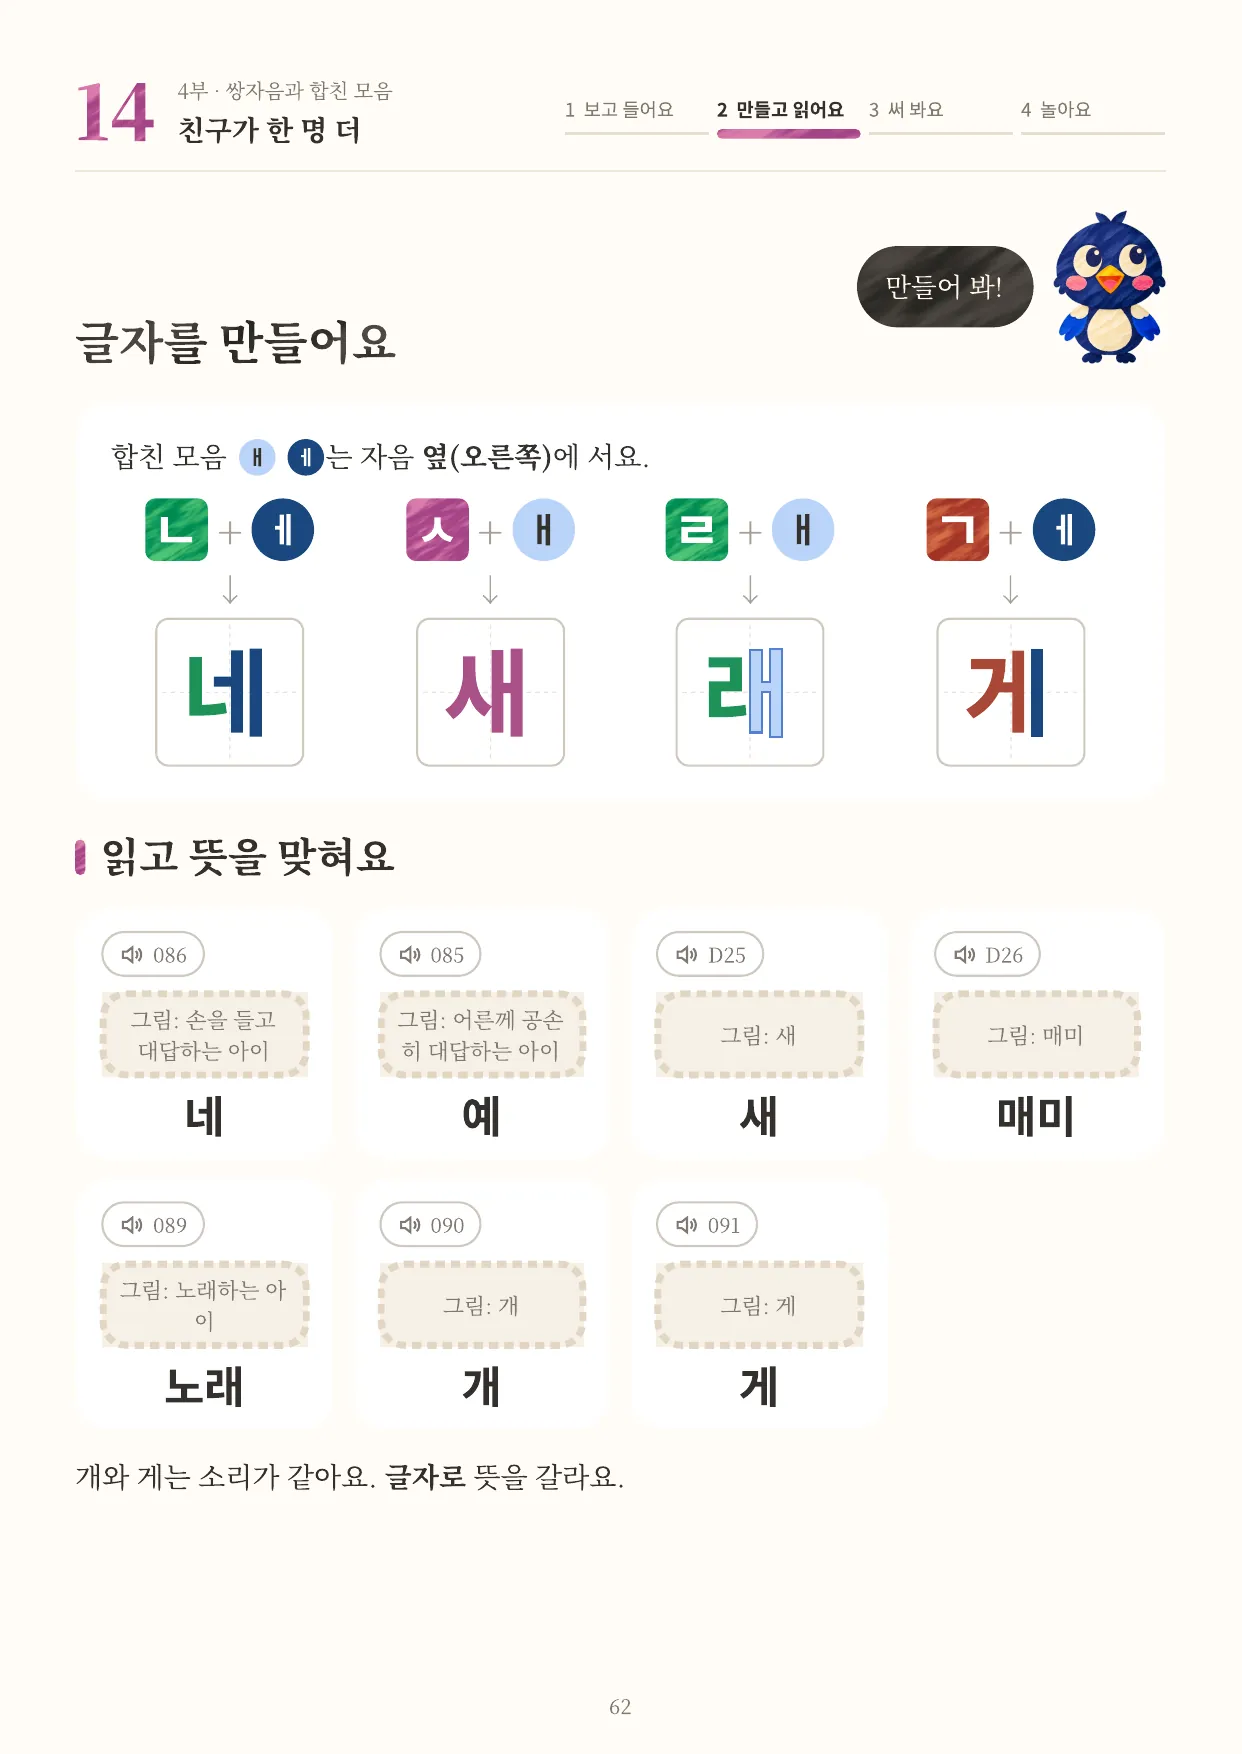 14
4부 · 쌍자음과 합친 모음
친구가 한 명 더
1 보고 들어요
2 만들고 읽어요
3 써 봐요
4 놀아요
만들어 봐!
글자를 만들어요
합친 모음 ㅐ ㅔ는 자음 옆(오른쪽)에 서요.
ㄴ + ㅔ
ㅅ + ㅐ
ㄹ + ㅐ
ㄱ + ㅔ
↓ ↓ ↓ ↓
네 새 래 게
읽고 뜻을 맞혀요
086
그림: 손을 들고
대답하는 아이
네
085
그림: 어른께 공손
히 대답하는 아이
예
D25
그림: 새
새
D26
그림: 매미
매미
089
그림: 노래하는 아
이
노래
090
그림: 개
개
091
그림: 게
게
개와 게는 소리가 같아요. 글자로 뜻을 갈라요.
62